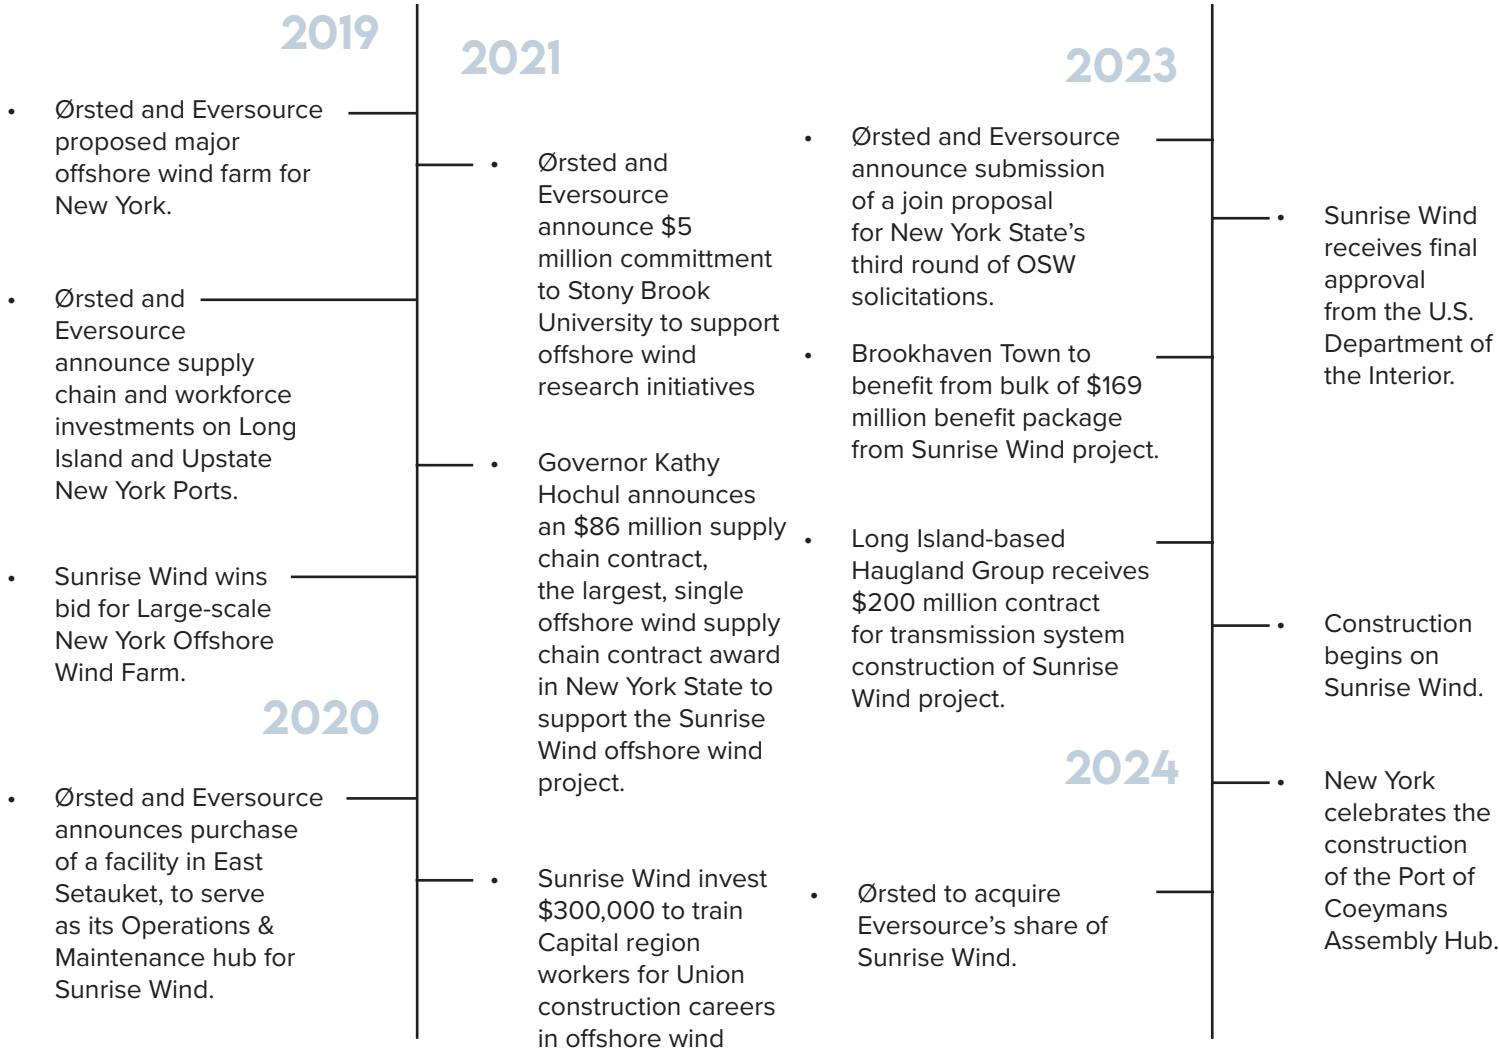 2019
• Ørsted and Eversource
proposed major
offshore wind farm for
New York.
• Ørsted and
Eversource
announce supply
chain and workforce
investments on Long
Island and Upstate
New York Ports.
• Sunrise Wind wins
bid for Large-scale
New York Offshore
Wind Farm.
2020
• Ørsted and Eversource
announces purchase
of a facility in East
Setauket, to serve
as its Operations &
Maintenance hub for
Sunrise Wind.
2021
• Ørsted and
Eversource
announce $5
million committment
to Stony Brook
University to support
offshore wind
research initiatives
• Governor Kathy
Hochul announces
an $86 million supply
chain contract,
the largest, single
offshore wind supply
chain contract award
in New York State to
support the Sunrise
Wind offshore wind
project.
• Sunrise Wind invest
$300,000 to train
Capital region
workers for Union
construction careers
in offshore wind
2023
• Ørsted and Eversource
announce submission
of a join proposal
for New York State’s
third round of OSW
solicitations.
• Brookhaven Town to
benefit from bulk of $169
million benefit package
from Sunrise Wind project.
• Long Island-based
Haugland Group receives
$200 million contract
for transmission system
construction of Sunrise
Wind project.
2024
• Ørsted to acquire
Eversource’s share of
Sunrise Wind.
• Sunrise Wind
receives final
approval
from the U.S.
Department of
the Interior.
• Construction
begins on
Sunrise Wind.
• New York
celebrates the
construction
of the Port of
Coeymans
Assembly Hub.